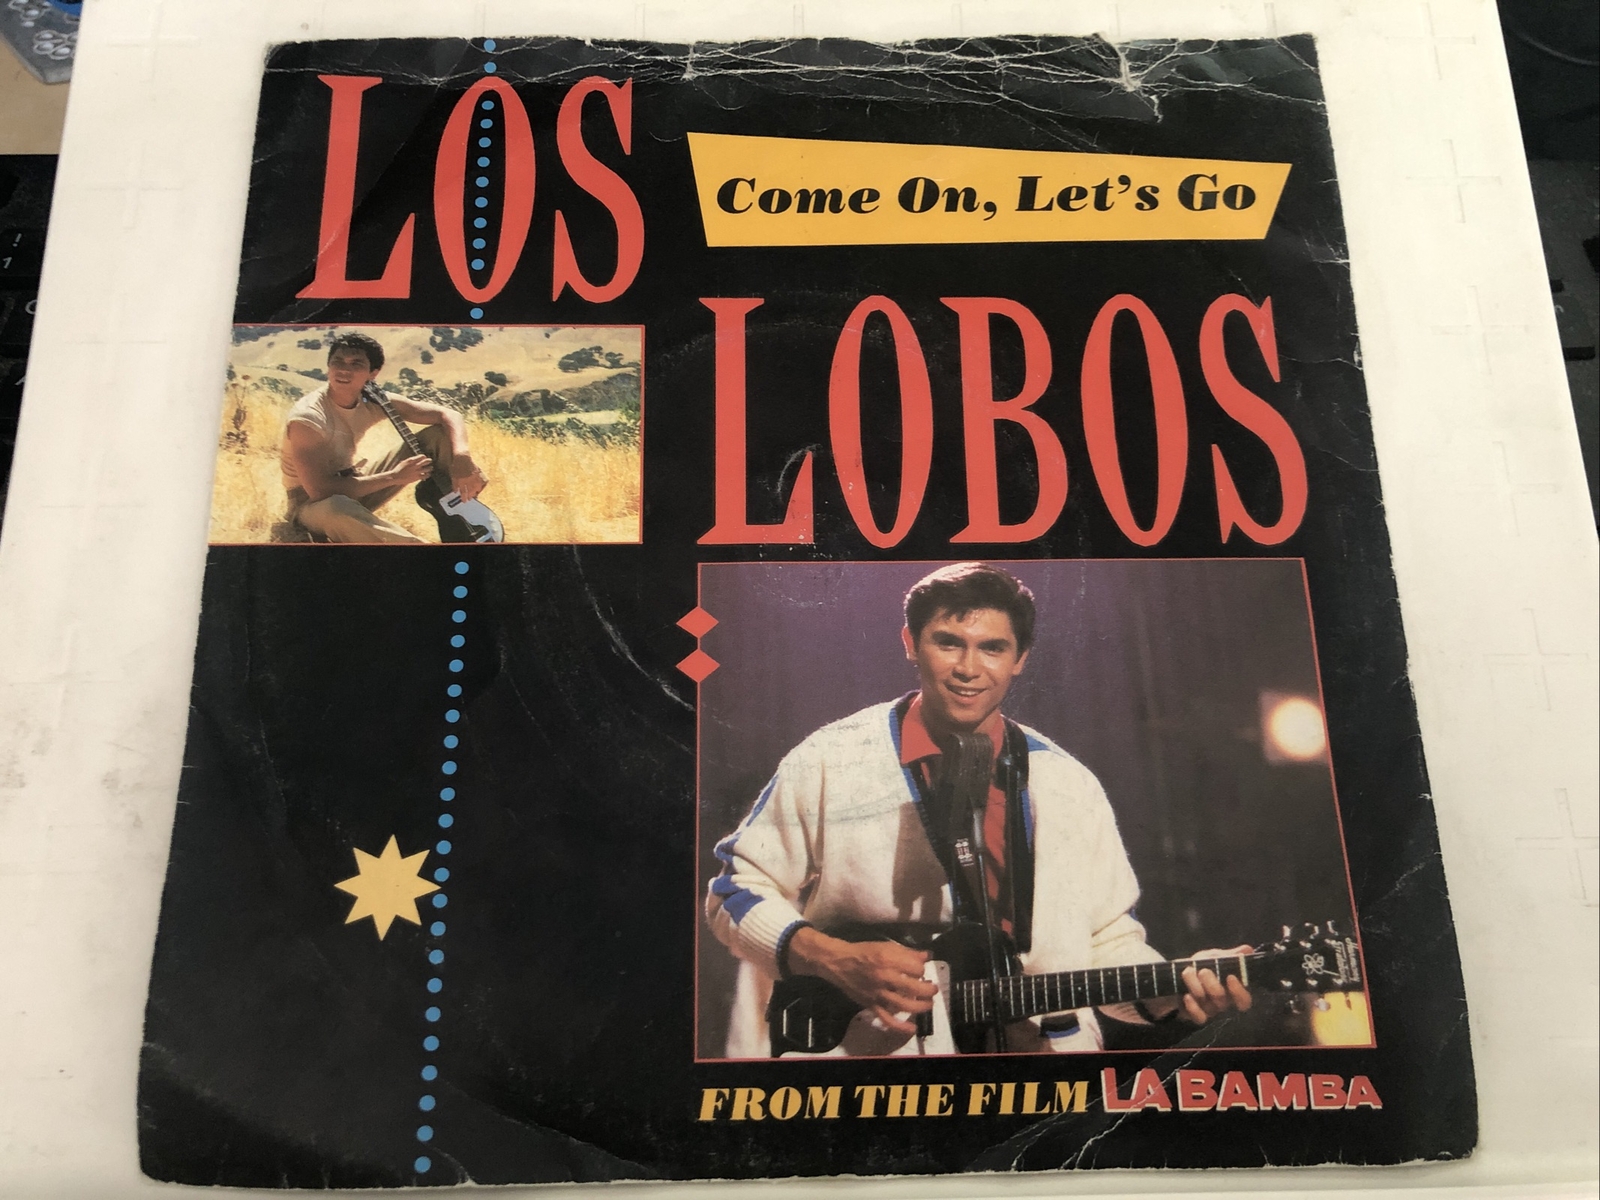 LOS
Come On, Let's Go
LOBOS
FROM THE FILM LA BAMBA